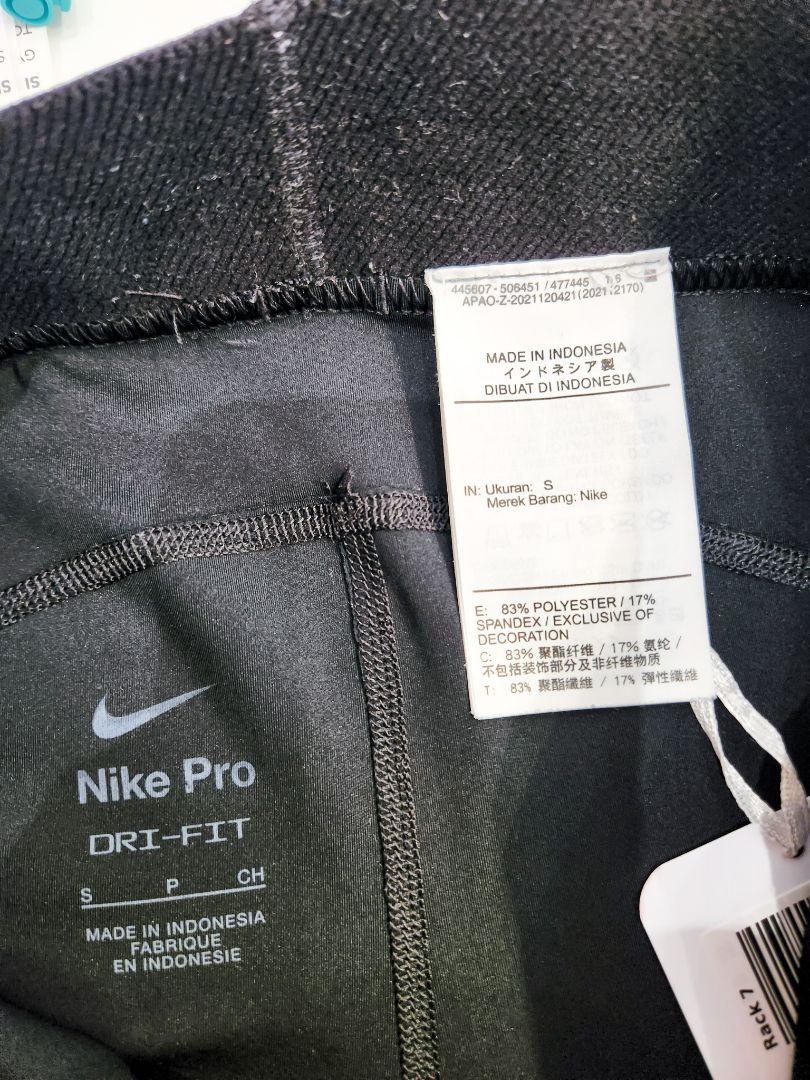 445607-506451 / 477445
APAO-Z-2021120421(202112170)
MADE IN INDONESIA
インドネシア製
DIBUAT DI INDONESIA
IN: Ukuran: S
Merek Barang: Nike
E: 83% POLYESTER / 17%
SPANDEX / EXCLUSIVE OF
DECORATION
C: 83% 聚酯纤维 / 17% 氨纶 /
不包括装饰部分及非纤维物质
T: 83% 聚酯纖維 / 17% 彈性纖維
Nike Pro
DRI-FIT
S P CH
MADE IN INDONESIA
FABRIQUE
EN INDONESIE
Rack 7